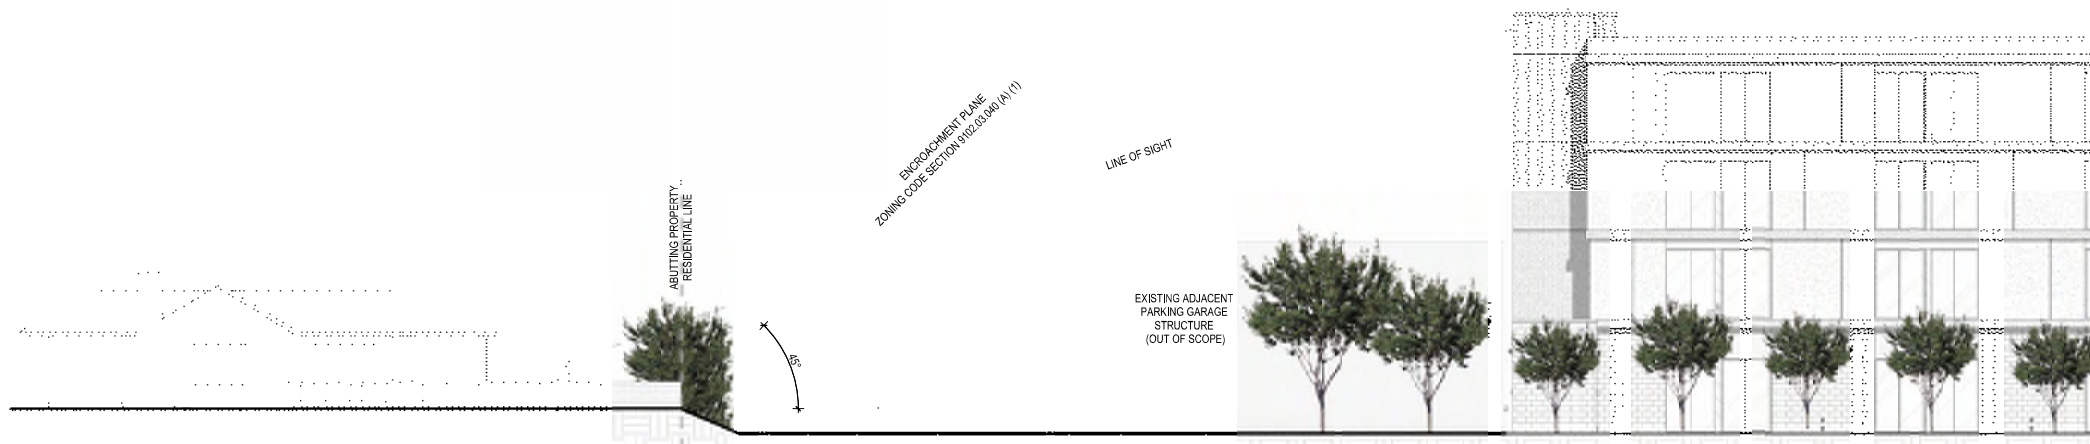 ENCROACHMENT PLANE
ZONING CODE SECTION 9102.03.040 (A) (1)
LINE OF SIGHT
ABUTTING PROPERTY
RESIDENTIAL LINE
EXISTING ADJACENT
PARKING GARAGE
STRUCTURE
(OUT OF SCOPE)
45°